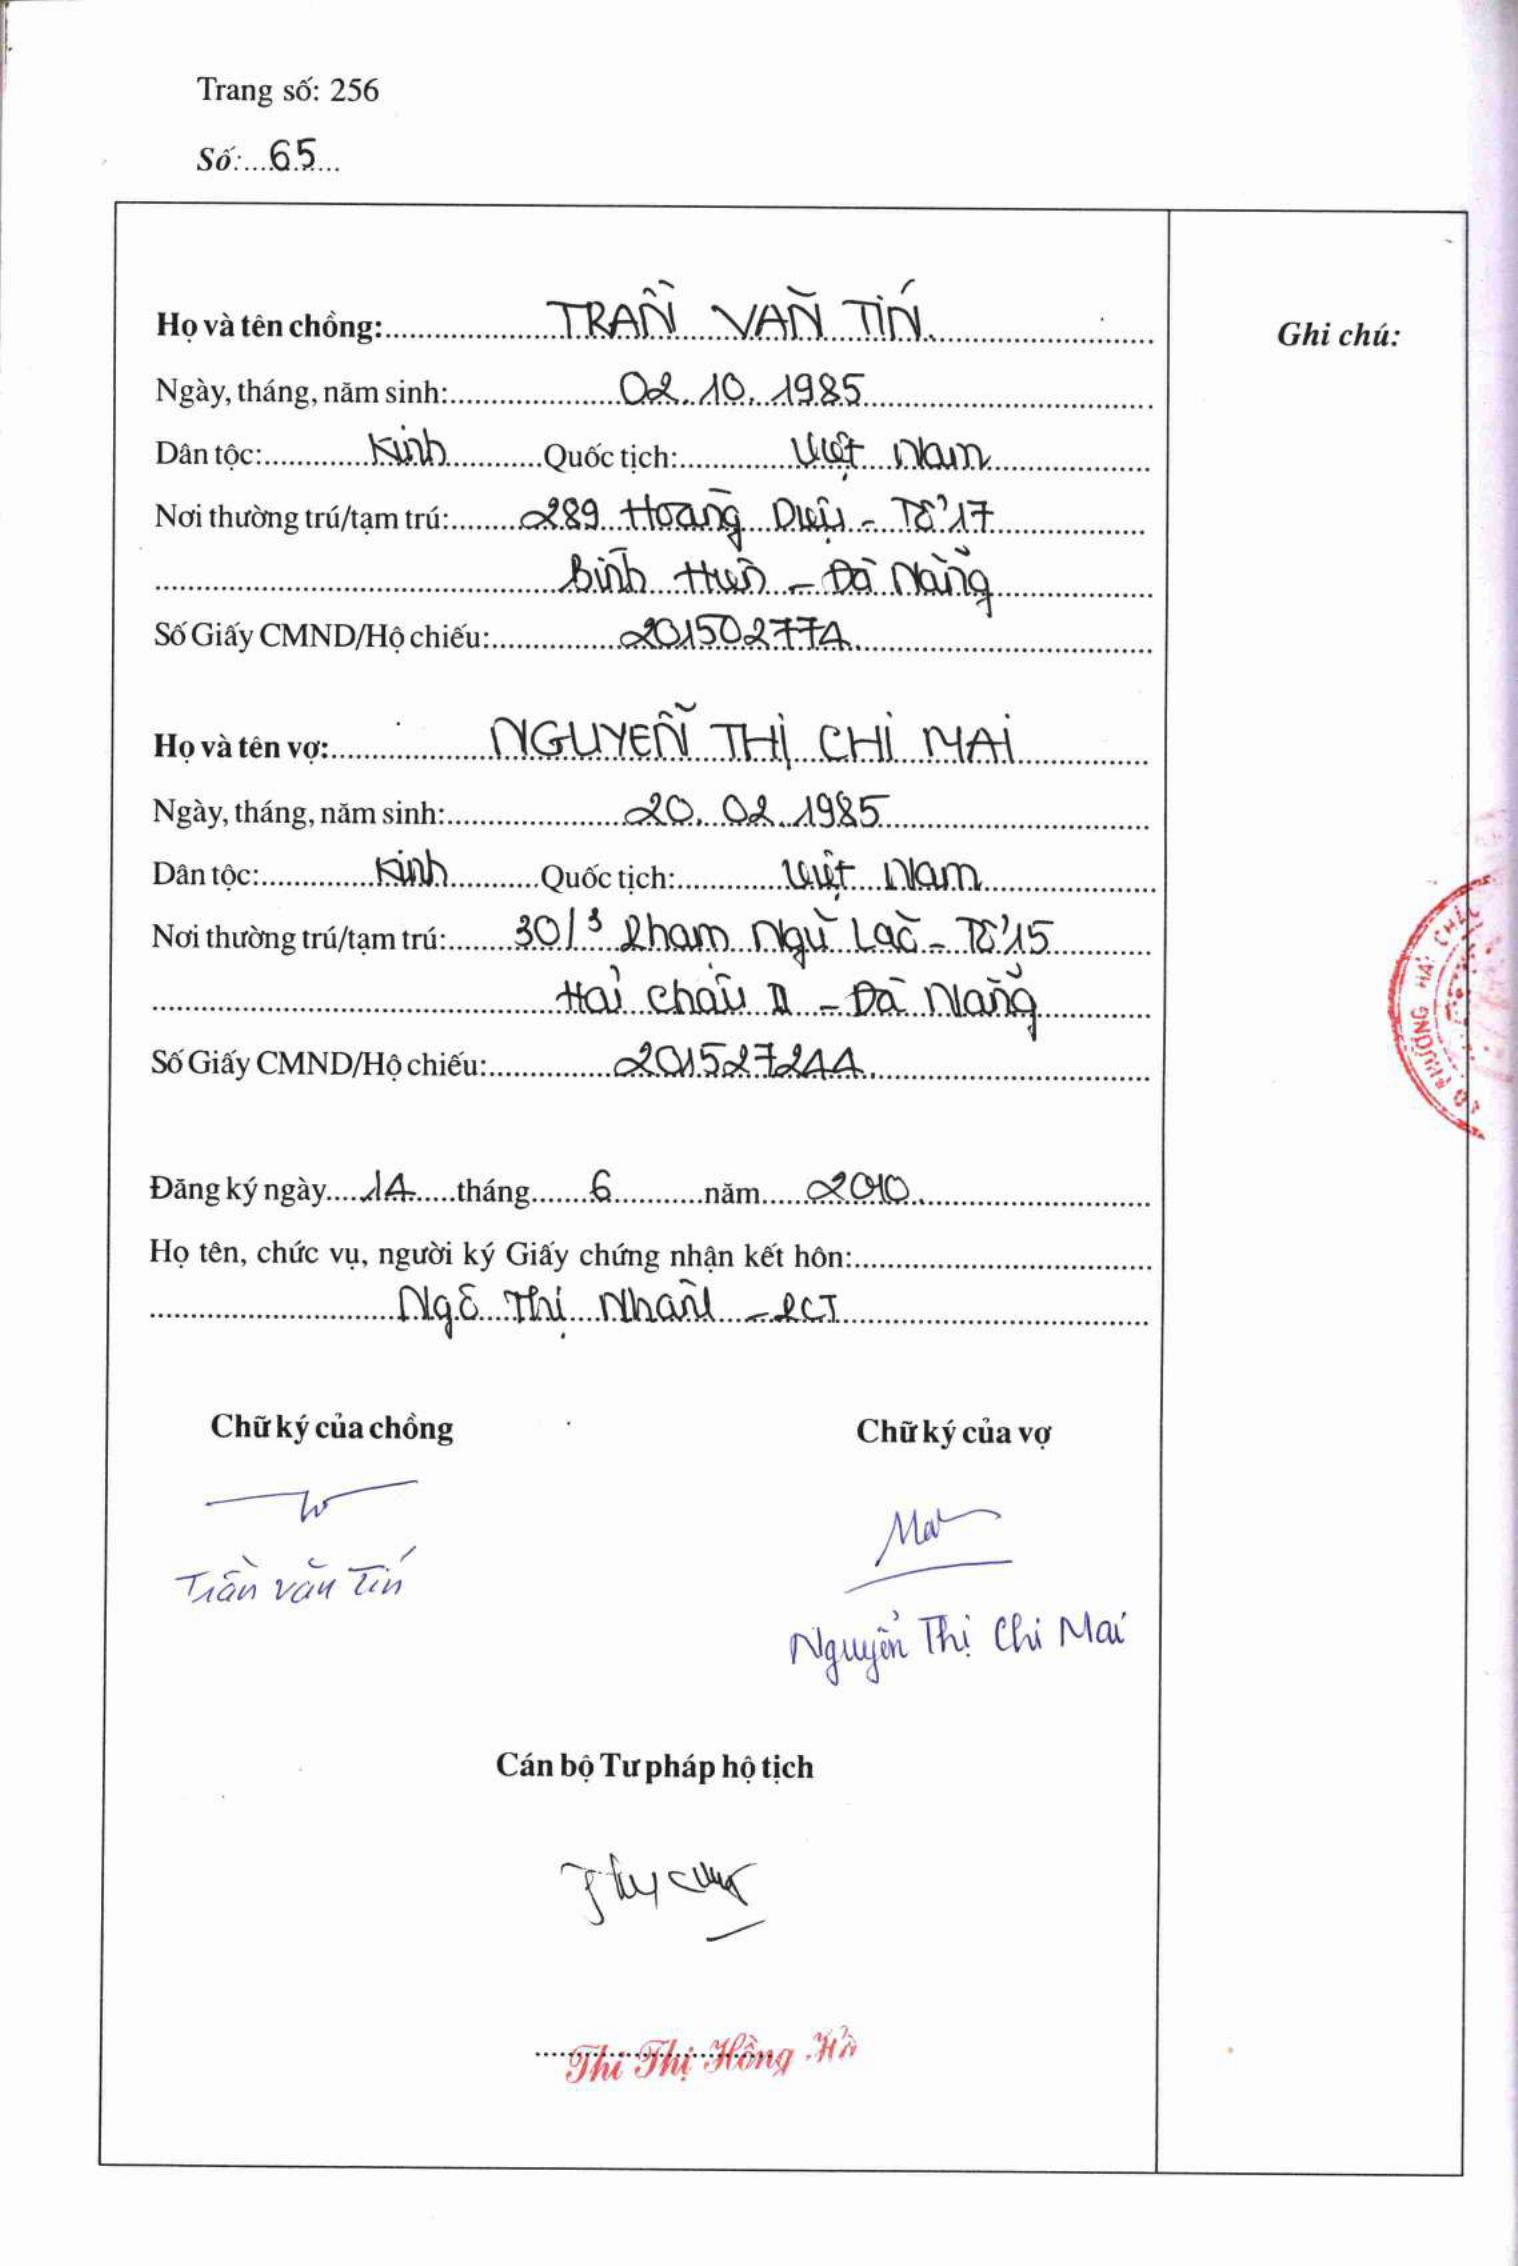 Trang số: 256
Số: 65
Họ và tên chồng: TRẦN VĂN TÍN
Ghi chú:
Ngày, tháng, năm sinh: 02.10.1985
Dân tộc: Kinh Quốc tịch: Việt Nam
Nơi thường trú/tạm trú: 289 Hoàng Diệu - Tổ 17
Bình Hiên - Đà Nẵng
Số Giấy CMND/Hộ chiếu: 201502774
Họ và tên vợ: NGUYỄN THỊ CHI MAI
Ngày, tháng, năm sinh: 20.02.1985
Dân tộc: Kinh Quốc tịch: Việt Nam
Nơi thường trú/tạm trú: 30/3 Phạm Ngũ Lão - Tổ 15
Hải Châu II - Đà Nẵng
Số Giấy CMND/Hộ chiếu: 201527244
PHƯỜNG HẢI CHÂU
Đăng ký ngày 14 tháng 6 năm 2010
Họ tên, chức vụ, người ký Giấy chứng nhận kết hôn:
Ngô Thị Nhân - PCT
Chữ ký của chồng Chữ ký của vợ
Trần Văn Tín
Mai
Nguyễn Thị Chi Mai
Cán bộ Tư pháp hộ tịch
Thi Thị Hồng Hà